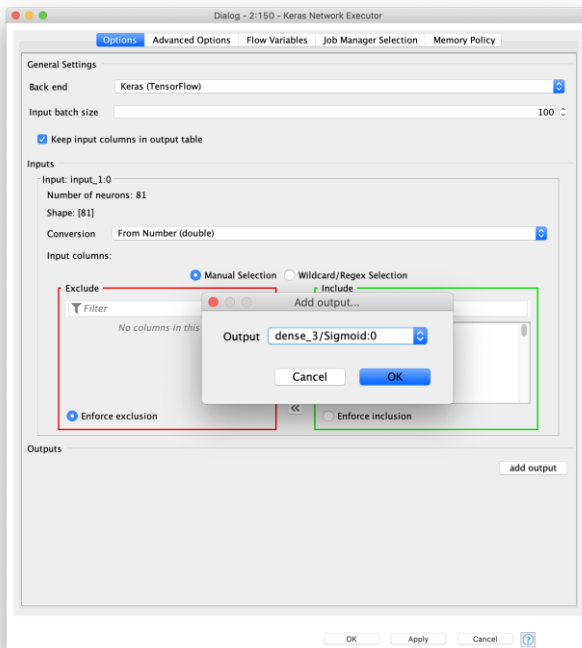 Dialog - 2:150 - Keras Network Executor
Options Advanced Options Flow Variables Job Manager Selection Memory Policy
General Settings
Back end Keras (TensorFlow)
Input batch size 100
Keep input columns in output table
Inputs
Input: input_1:0
Number of neurons: 81
Shape: [81]
Conversion From Number (double)
Input columns:
Manual Selection Wildcard/Regex Selection
Exclude Include
Filter
No columns in this
Add output...
Output dense_3/Sigmoid:0
Cancel OK
«
Enforce exclusion Enforce inclusion
Outputs
add output
OK Apply Cancel ?